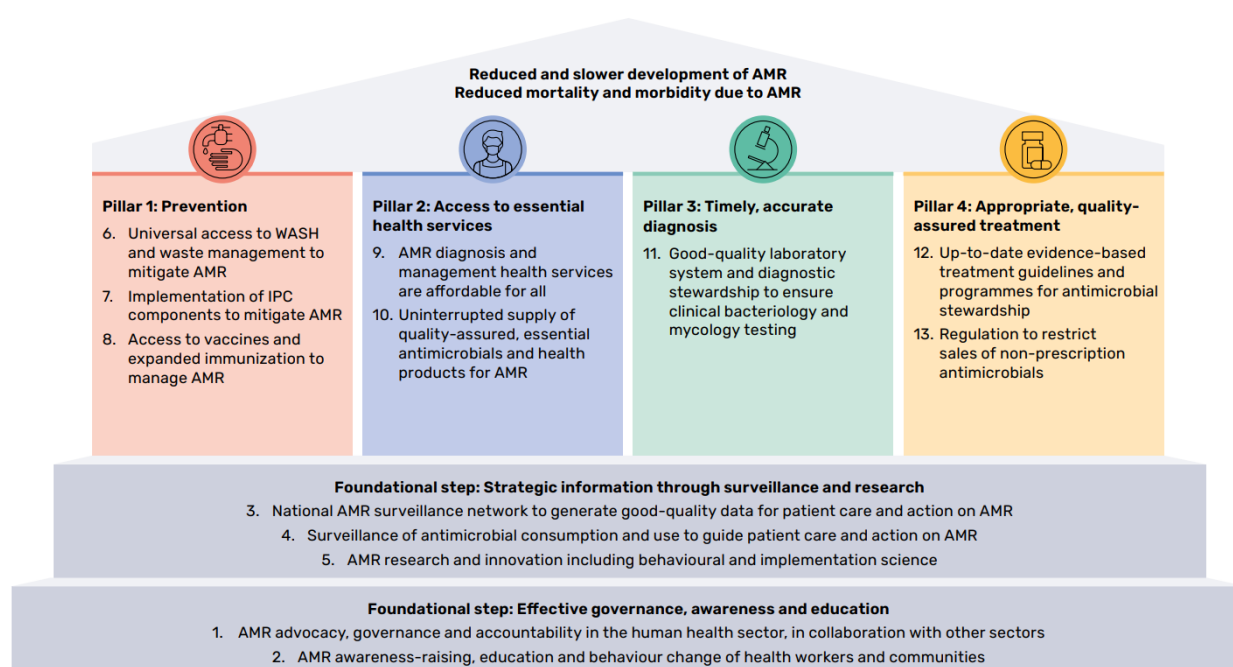 Reduced and slower development of AMR
Reduced mortality and morbidity due to AMR
Pillar 1: Prevention
6. Universal access to WASH
and waste management to
mitigate AMR
7. Implementation of IPC
components to mitigate AMR
8. Access to vaccines and
expanded immunization to
manage AMR
Pillar 2: Access to essential
health services
9. AMR diagnosis and
management health services
are affordable for all
10. Uninterrupted supply of
quality-assured, essential
antimicrobials and health
products for AMR
Pillar 3: Timely, accurate
diagnosis
11. Good-quality laboratory
system and diagnostic
stewardship to ensure
clinical bacteriology and
mycology testing
Pillar 4: Appropriate, quality-
assured treatment
12. Up-to-date evidence-based
treatment guidelines and
programmes for antimicrobial
stewardship
13. Regulation to restrict
sales of non-prescription
antimicrobials
Foundational step: Strategic information through surveillance and research
3. National AMR surveillance network to generate good-quality data for patient care and action on AMR
4. Surveillance of antimicrobial consumption and use to guide patient care and action on AMR
5. AMR research and innovation including behavioural and implementation science
Foundational step: Effective governance, awareness and education
1. AMR advocacy, governance and accountability in the human health sector, in collaboration with other sectors
2. AMR awareness-raising, education and behaviour change of health workers and communities